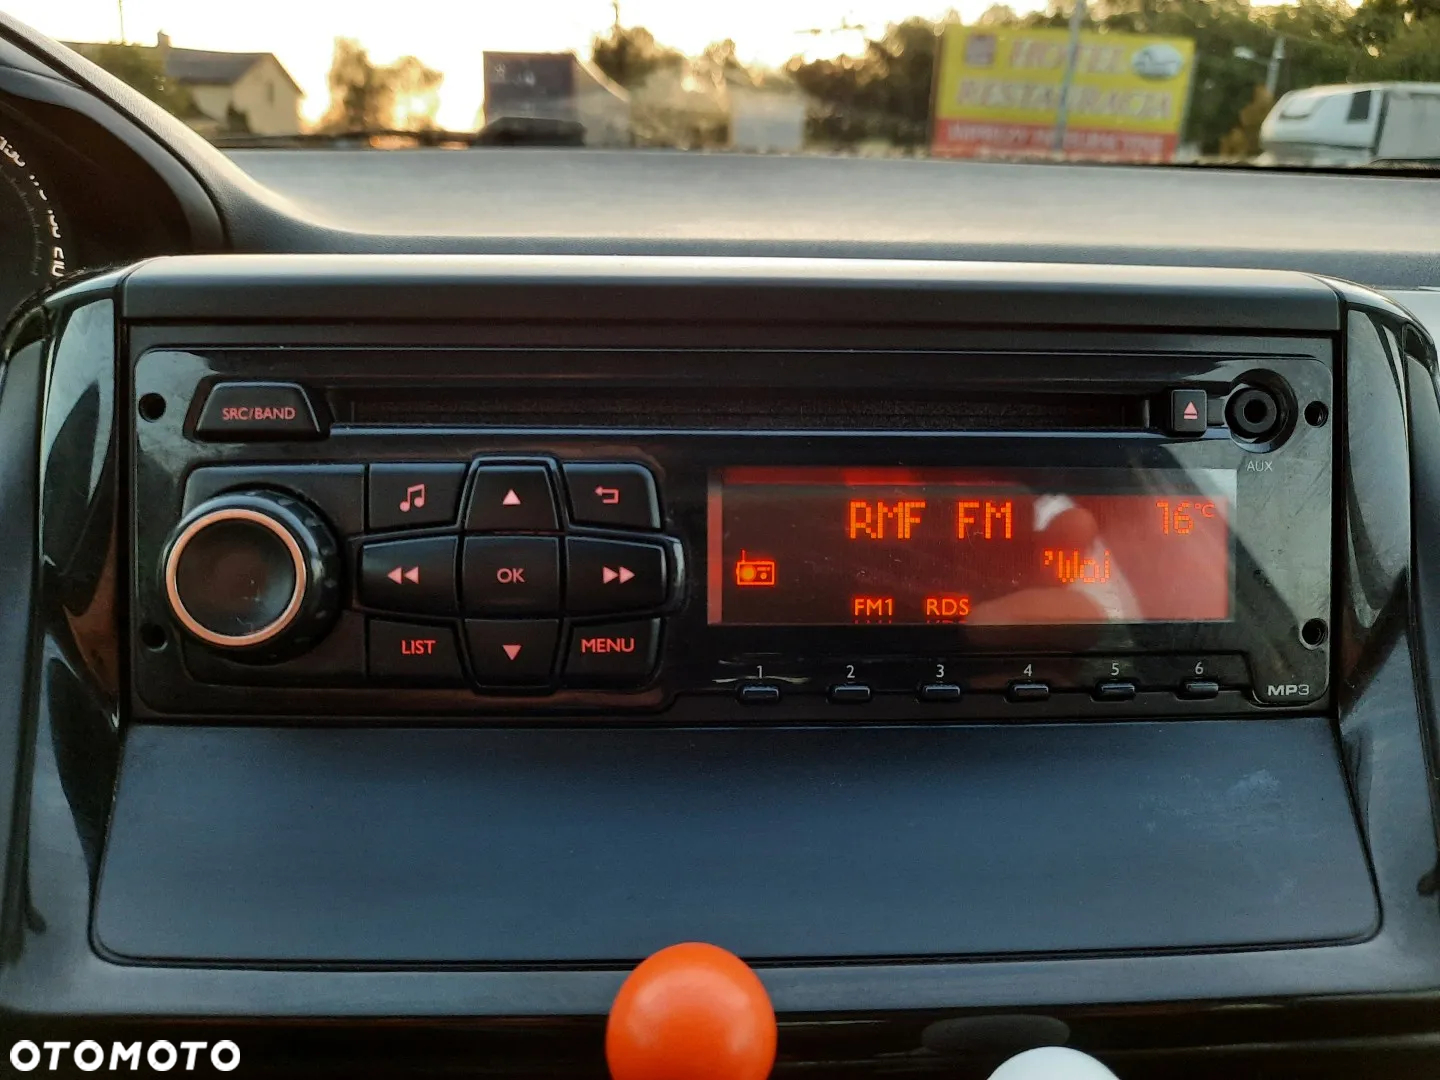 RESTAURACJA
SRC/BAND
AUX
RMF FM 16°C
FM1 RDS
OK
LIST
MENU
1 2 3 4 5 6
MP3
OTOMOTO